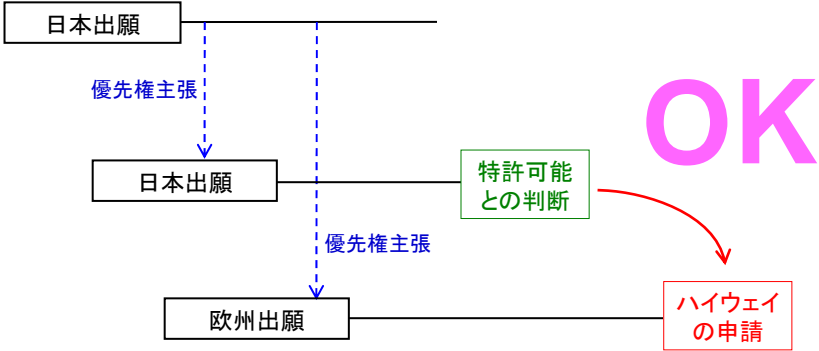 日本出願
優先権主張
OK
日本出願
特許可能
との判断
優先権主張
欧州出願
ハイウェイ
の申請